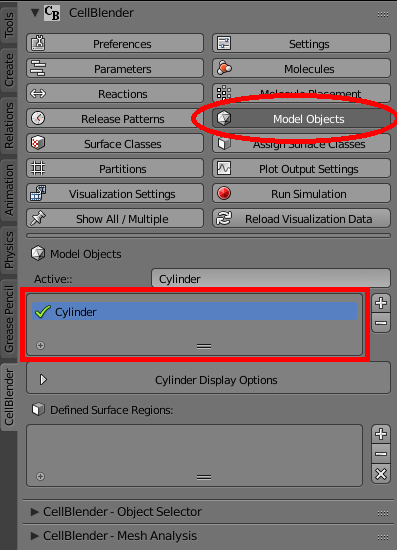 CellBlender
Preferences
Settings
Parameters
Molecules
Reactions
Molecule Placement
Release Patterns
Model Objects
Surface Classes
Assign Surface Classes
Partitions
Plot Output Settings
Visualization Settings
Run Simulation
Show All / Multiple
Reload Visualization Data
Model Objects
Active::
Cylinder
Cylinder
Cylinder Display Options
Defined Surface Regions:
CellBlender - Object Selector
CellBlender - Mesh Analysis
Tools
Create
Relations
Animation
Physics
Grease Pencil
CellBlender
CB